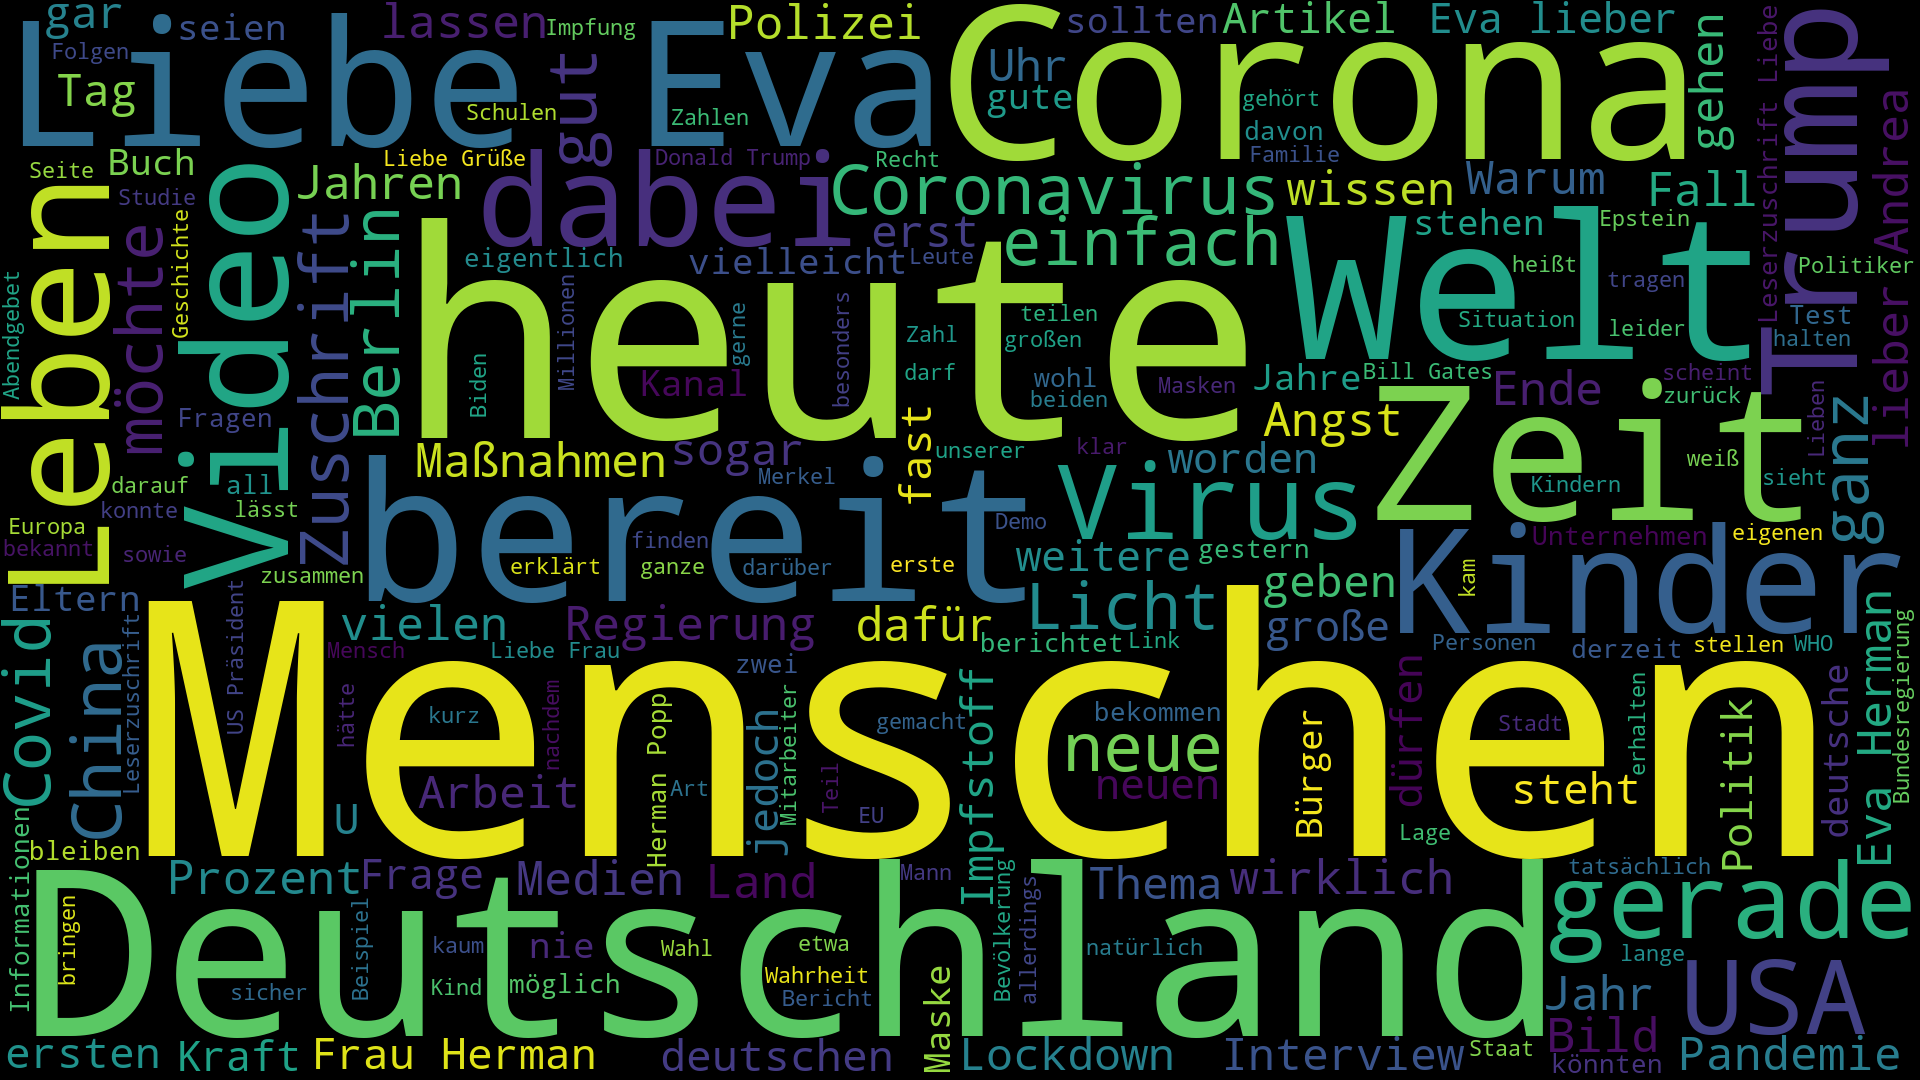 gar
Liebe
seien
lassen
Impfung
Polizei
Eva
Corona
sollten
Artikel
Eva lieber
gehen
Leserzuschrift Liebe
Trump
Folgen
Tag
Schulen
dagut
Zahlen
Uhr
gute
gehört
davon
Familie
Andrea
Seite
Buch
Studie
Liebe Grüße
Jahren
dabei
Donald Trump
Recht
Coronavirus
wissen
Warum
Fall
Leben
möchte
Geschichte
Video
Zuschrift
Berlin
eigentlich
vielleicht
erst
Leute
einfach
Welt
stehen
Epstein
heißt
tragen
Politiker
Abendgebet
heute
Biden
Millionen
gerne
besonders
Zahl
teilen
großen
Situation
leider
Test
halten
lieber
Fragen
Kanal
darf
wohl
beiden
Masken
Jahre
Bill Gates
Ende
scheint
zurück
Lieben
Angst
Zeit
ganz
Maßnahmen
sogar
fast
unserer
klar
worden
weiß
sieht
darauf
all
konnte
lässt
Merkel
Virus
Kindern
Europa
bekannt
sowie
bereit
Demo
finden
weitere
gestern
Unternehmen
eigenen
zusammen
erklärt
ganze
darüber
erste
Licht
geben
Kinder
kam
Eltern
Covid
China
Leserzuschrift
US Präsident
vielen
Regierung
dafür
berichtet
Link
große
Personen
derzeit
stellen
WHO
Eva Herman
Bundesregierung
Mensch
Liebe Frau
zwei
Menschen
hätte
kurz
nachdem
Herman Popp
jedoch
Mitarbeiter
gemacht
Impfstoff
bekommen
neue
neuen
Bürger
dürfen
Stadt
erhalten
Politik
deutsche
U
Arbeit
Art
Teil
EU
steht
Lage
Informationen
bleiben
Prozent
Frage
Medien
Land
Mann
Bevölkerung
allerdings
Thema
wirklich
tatsächlich
gerade
bringen
Deutschland
Beispiel
kaum
nie
Wahl
etwa
Wahrheit
natürlich
lange
sicher
Kind
möglich
Bericht
Maske
Jahr
USA
ersten
Kraft
Frau Herman
deutschen
Lockdown
Interview
Staat
Bild
könnten
Pandemie